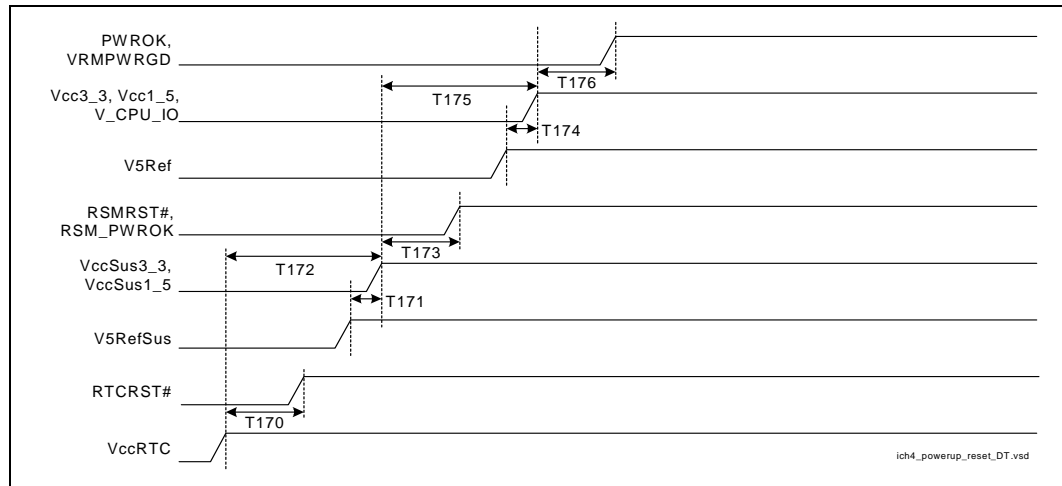 PWROK,
VRMPWRGD
T176
Vcc3_3, Vcc1_5,
V_CPU_IO
T175
T174
V5Ref
RSMRST#,
RSM_PWROK
T173
VccSus3_3,
VccSus1_5
T172
T171
V5RefSus
RTCRST#
T170
VccRTC
ich4_powerup_reset_DT.vsd